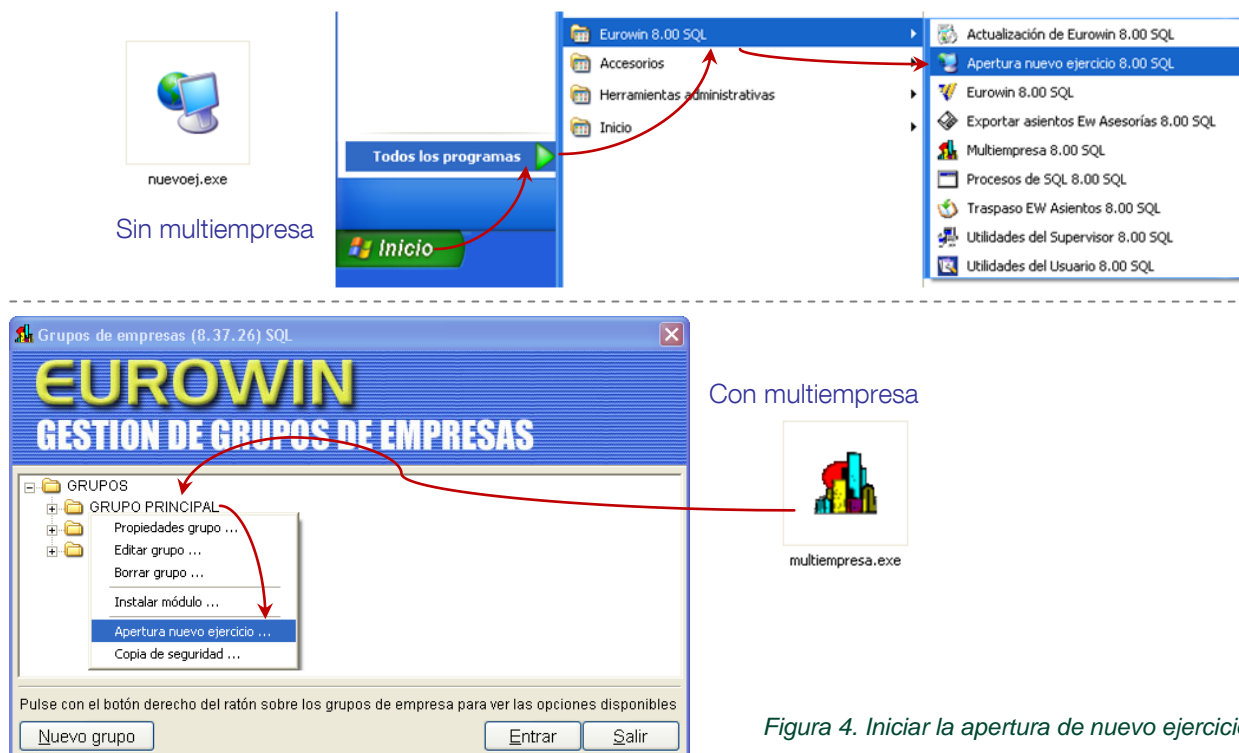 nuevoej.exe
Sin multiempresa
Todos los programas
Inicio
Eurowin 8.00 SQL
Accesorios
Herramientas administrativas
Inicio
Actualización de Eurowin 8.00 SQL
Apertura nuevo ejercicio 8.00 SQL
Eurowin 8.00 SQL
Exportar asientos Ew Asesorías 8.00 SQL
Multiempresa 8.00 SQL
Procesos de SQL 8.00 SQL
Traspaso EW Asientos 8.00 SQL
Utilidades del Supervisor 8.00 SQL
Utilidades del Usuario 8.00 SQL
Grupos de empresas (8.37.26) SQL
EUROWIN
GESTION DE GRUPOS DE EMPRESAS
GRUPOS
GRUPO PRINCIPAL
Propiedades grupo ...
Editar grupo ...
Borrar grupo ...
Instalar módulo ...
Apertura nuevo ejercicio ...
Copia de seguridad ...
Pulse con el botón derecho del ratón sobre los grupos de empresa para ver las opciones disponibles
Nuevo grupo
Entrar
Salir
Con multiempresa
multiempresa.exe
Figura 4. Iniciar la apertura de nuevo ejercicio